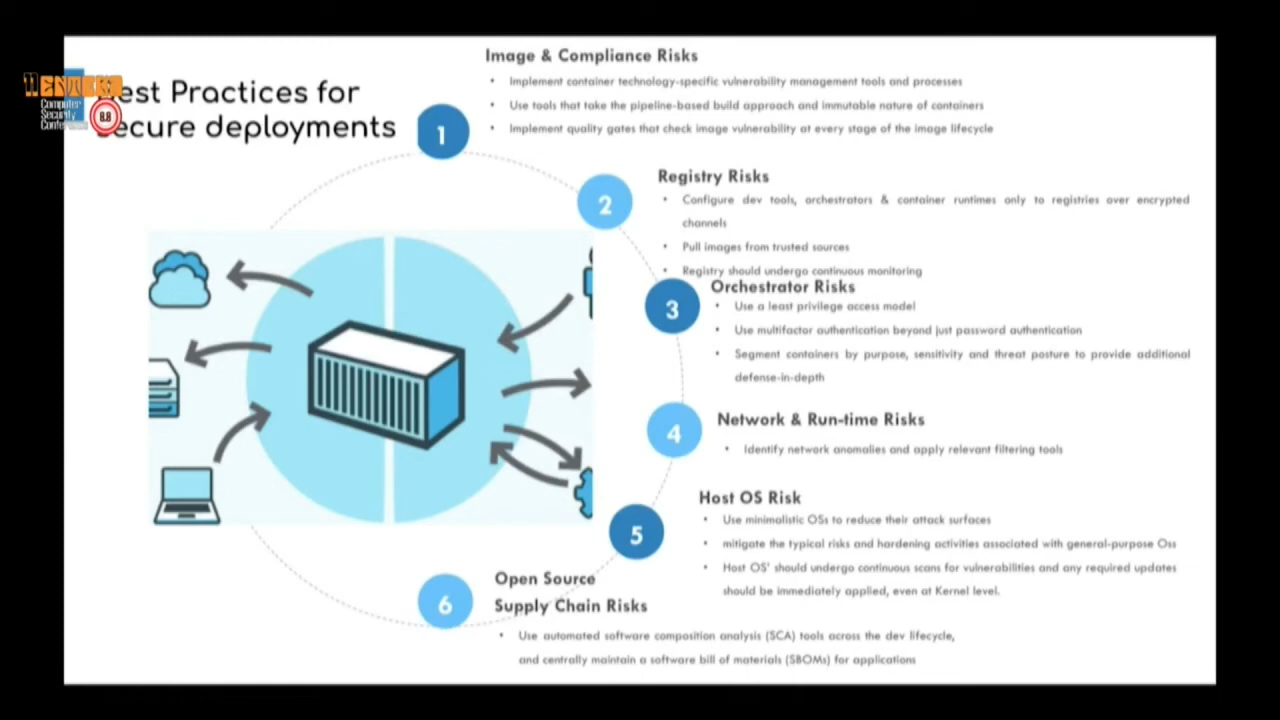 11 ENTERO
Computer
Security
Conference
8.8
Best Practices for
Secure deployments
1
Image & Compliance Risks
• Implement container technology-specific vulnerability management tools and processes
• Use tools that take the pipeline-based build approach and immutable nature of containers
• Implement quality gates that check image vulnerability at every stage of the image lifecycle
2
Registry Risks
• Configure dev tools, orchestrators & container runtimes only to registries over encrypted
channels
• Pull images from trusted sources
• Registry should undergo continuous monitoring
3
Orchestrator Risks
• Use a least privilege access model
• Use multifactor authentication beyond just password authentication
• Segment containers by purpose, sensitivity and threat posture to provide additional
defense-in-depth
4
Network & Run-time Risks
• Identify network anomalies and apply relevant filtering tools
5
Host OS Risk
• Use minimalistic OSs to reduce their attack surfaces
• mitigate the typical risks and hardening activities associated with general-purpose Oss
• Host OS' should undergo continuous scans for vulnerabilities and any required updates
should be immediately applied, even at Kernel level.
6
Open Source
Supply Chain Risks
• Use automated software composition analysis (SCA) tools across the dev lifecycle,
and centrally maintain a software bill of materials (SBOMs) for applications